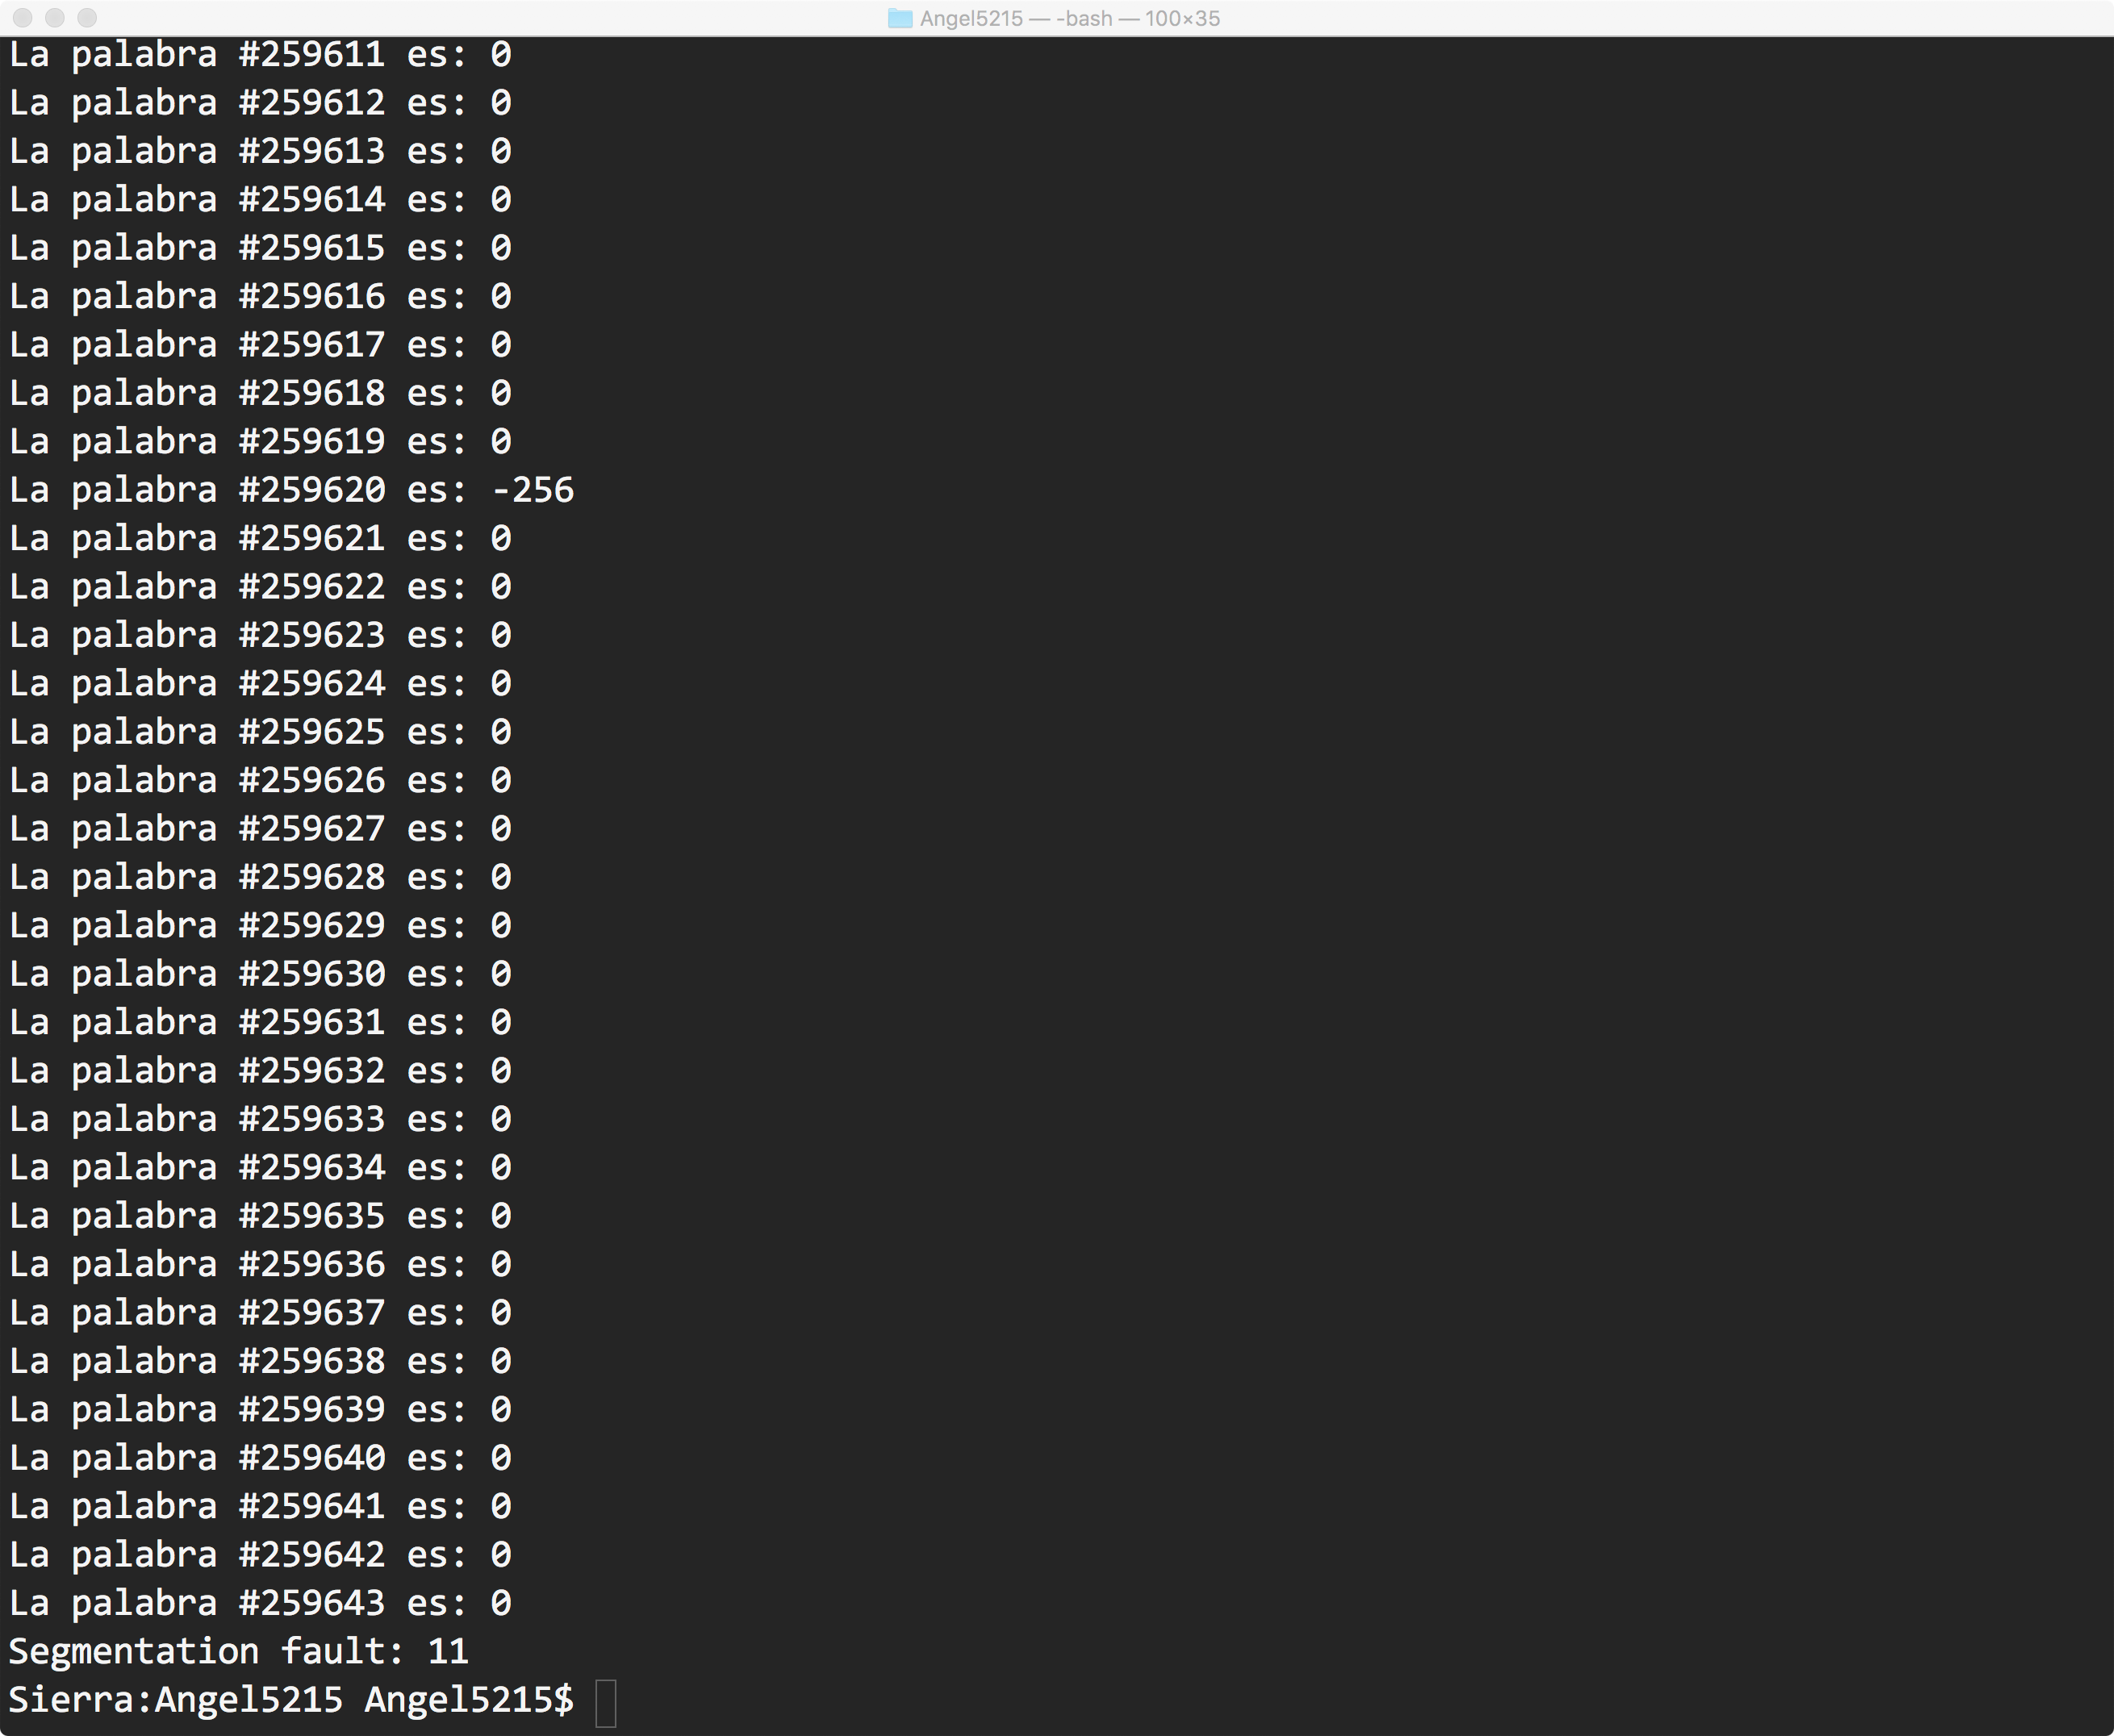 Angel5215 — -bash — 100×35
La palabra #259611 es: 0
La palabra #259612 es: 0
La palabra #259613 es: 0
La palabra #259614 es: 0
La palabra #259615 es: 0
La palabra #259616 es: 0
La palabra #259617 es: 0
La palabra #259618 es: 0
La palabra #259619 es: 0
La palabra #259620 es: -256
La palabra #259621 es: 0
La palabra #259622 es: 0
La palabra #259623 es: 0
La palabra #259624 es: 0
La palabra #259625 es: 0
La palabra #259626 es: 0
La palabra #259627 es: 0
La palabra #259628 es: 0
La palabra #259629 es: 0
La palabra #259630 es: 0
La palabra #259631 es: 0
La palabra #259632 es: 0
La palabra #259633 es: 0
La palabra #259634 es: 0
La palabra #259635 es: 0
La palabra #259636 es: 0
La palabra #259637 es: 0
La palabra #259638 es: 0
La palabra #259639 es: 0
La palabra #259640 es: 0
La palabra #259641 es: 0
La palabra #259642 es: 0
La palabra #259643 es: 0
Segmentation fault: 11
Sierra:Angel5215 Angel5215$